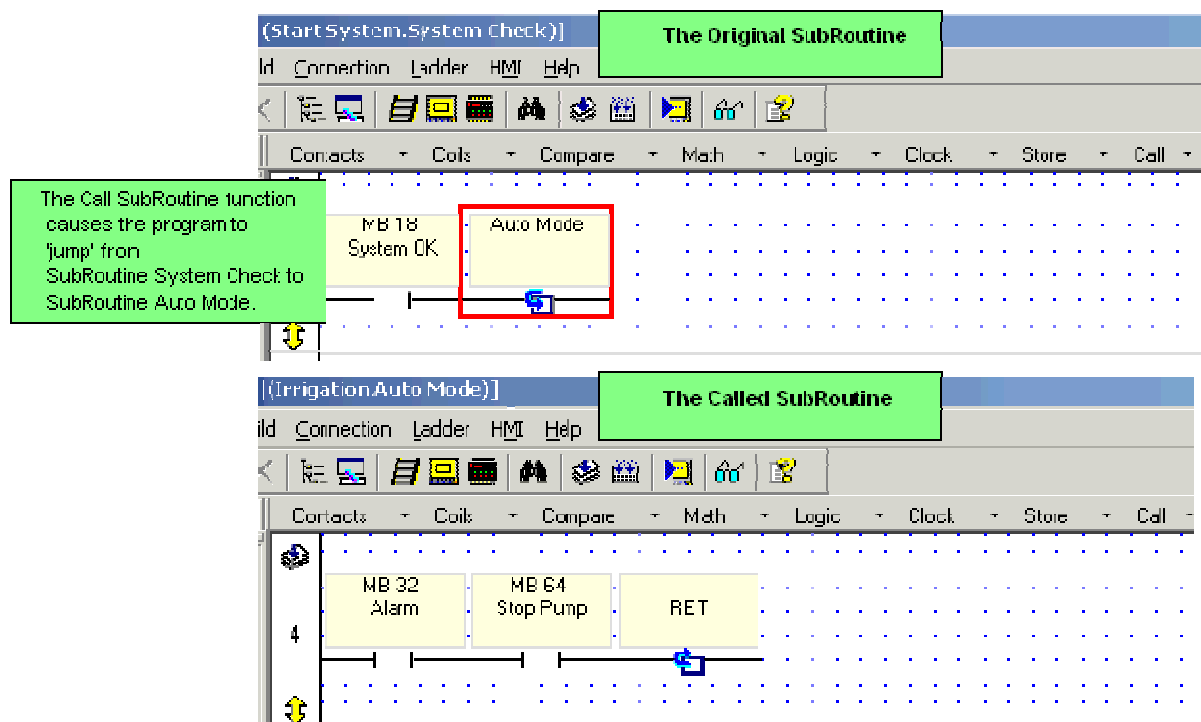 (Start System.System Check)]
The Original SubRoutine
ld Connection Ladder HMI Help
Contacts Coils Compare Math Logic Clock Store Call
The Call SubRoutine function
causes the program to
'jump' from
SubRoutine System Check to
SubRoutine Auto Mode.
MB 18
System OK
Auto Mode
(Irrigation.Auto Mode)]
The Called SubRoutine
ild Connection Ladder HMI Help
Contacts Coils Compare Math Logic Clock Store Call
MB 32
Alarm
MB 64
Stop Pump
RET
4